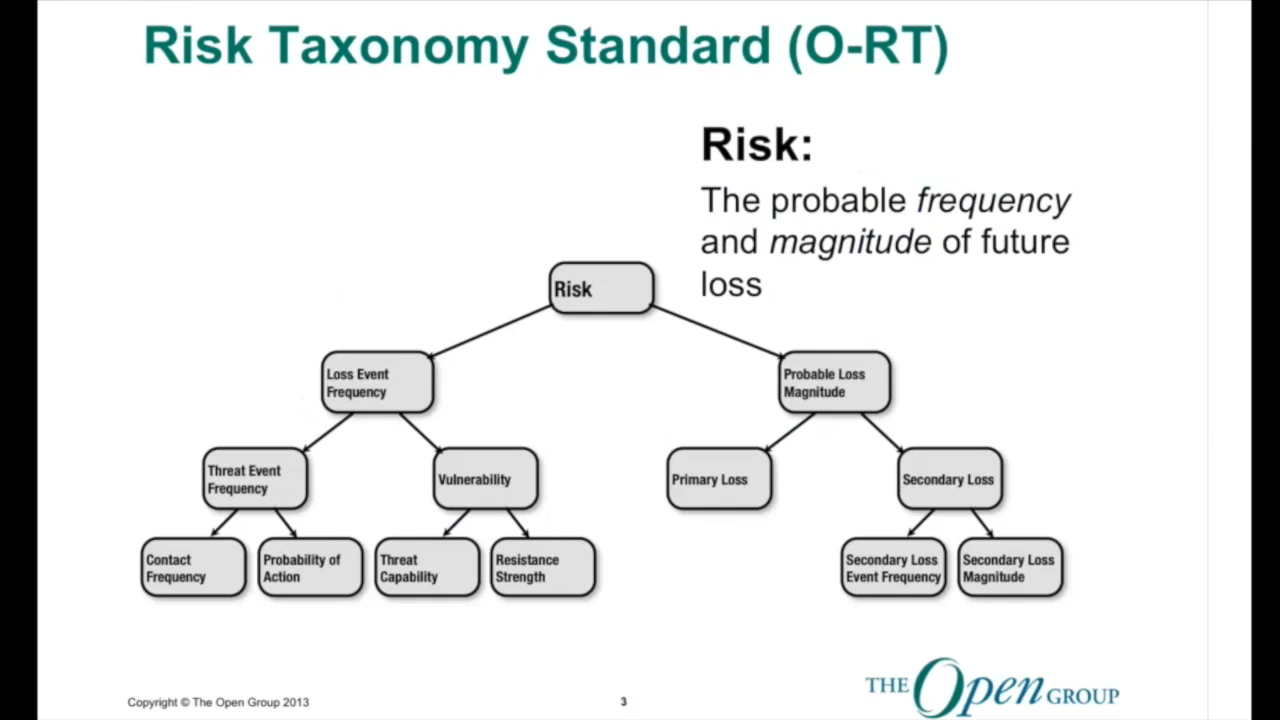 Risk Taxonomy Standard (O-RT)
Risk:
The probable frequency
and magnitude of future
loss
Risk
Loss Event
Frequency
Probable Loss
Magnitude
Threat Event
Frequency
Vulnerability
Primary Loss
Secondary Loss
Contact
Frequency
Probability of
Action
Threat
Capability
Resistance
Strength
Secondary Loss
Event Frequency
Secondary Loss
Magnitude
Copyright © The Open Group 2013
3
THE Open GROUP